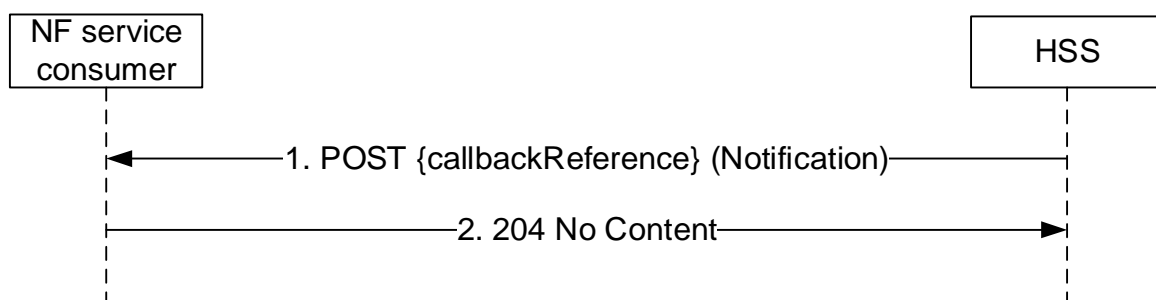 NF service
consumer
HSS
1. POST {callbackReference} (Notification)
2. 204 No Content